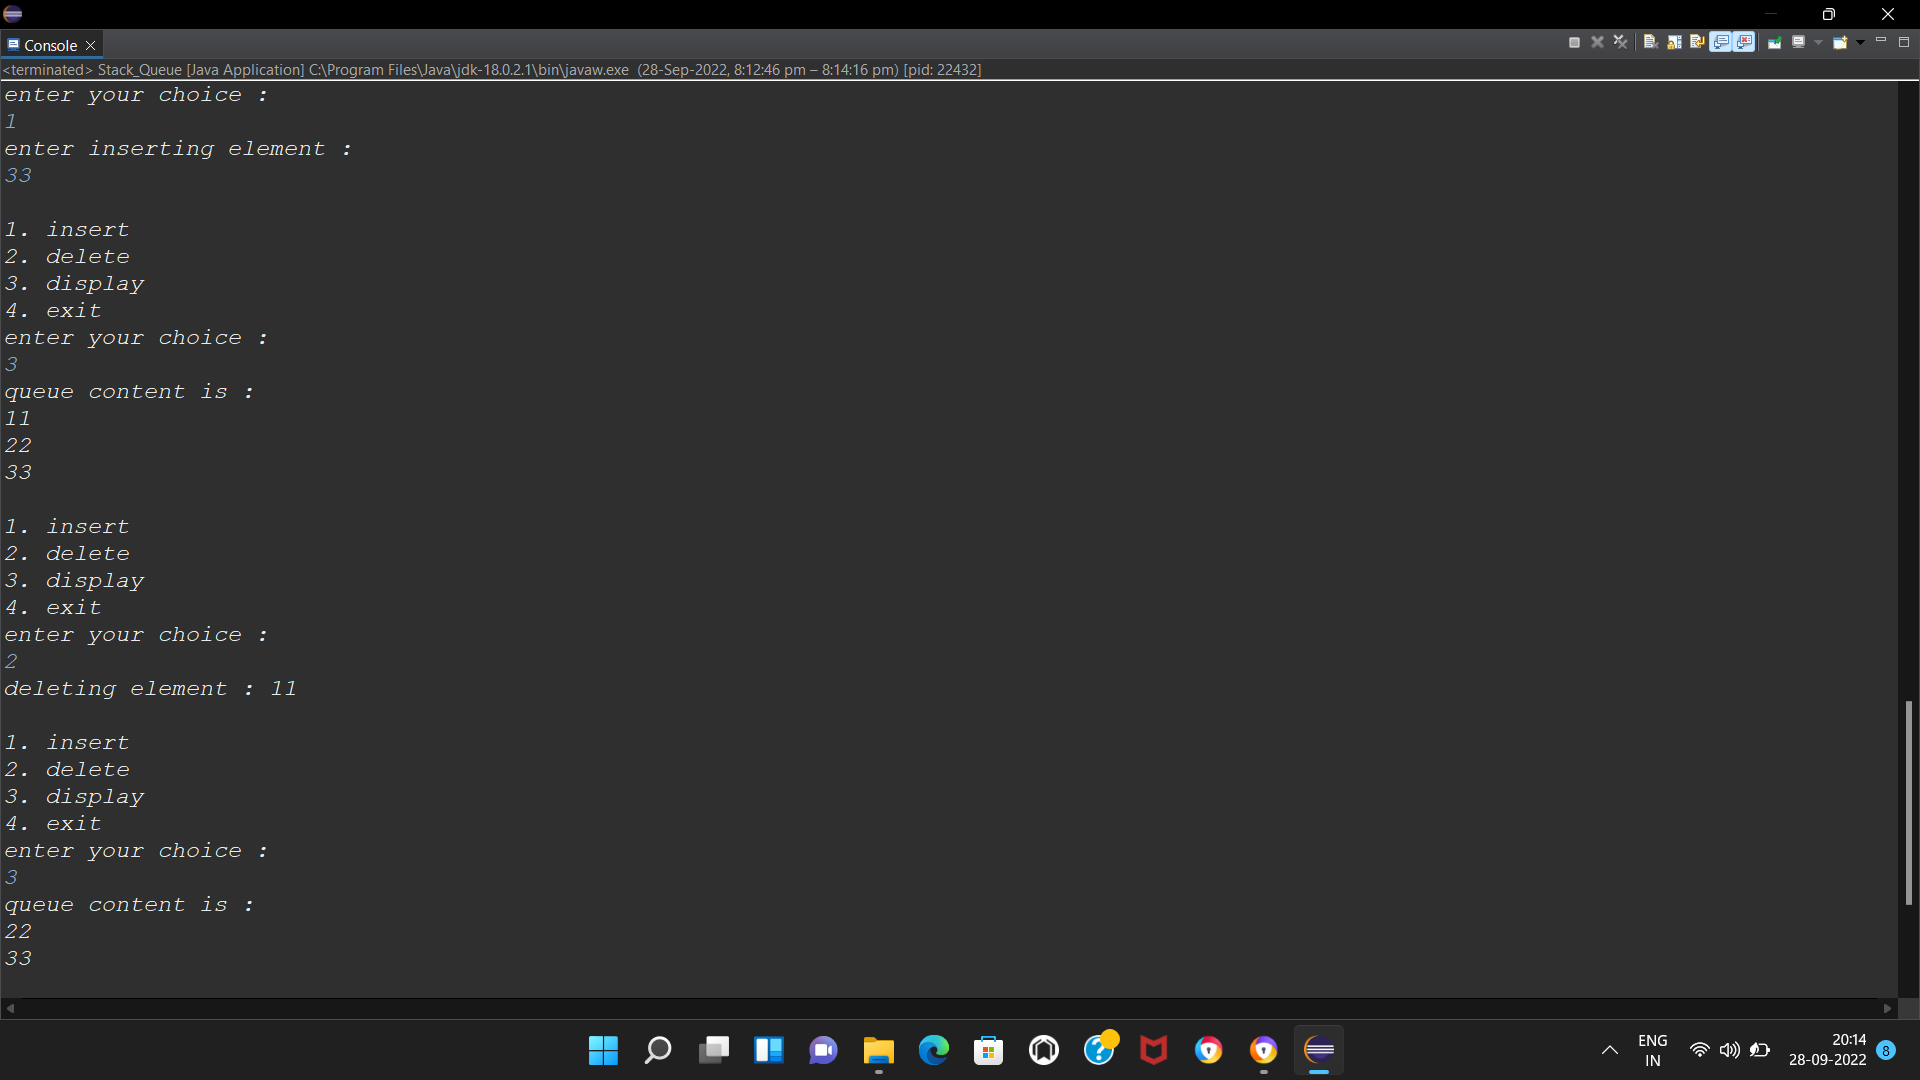 Console
<terminated> Stack_Queue [Java Application] C:\Program Files\Java\jdk-18.0.2.1\bin\javaw.exe  (28-Sep-2022, 8:12:46 pm – 8:14:16 pm) [pid: 22432]
enter your choice :
1
enter inserting element :
33
1. insert
2. delete
3. display
4. exit
enter your choice :
3
queue content is :
11
22
33
1. insert
2. delete
3. display
4. exit
enter your choice :
2
deleting element : 11
1. insert
2. delete
3. display
4. exit
enter your choice :
3
queue content is :
22
33
ENG
IN
20:14
28-09-2022
8